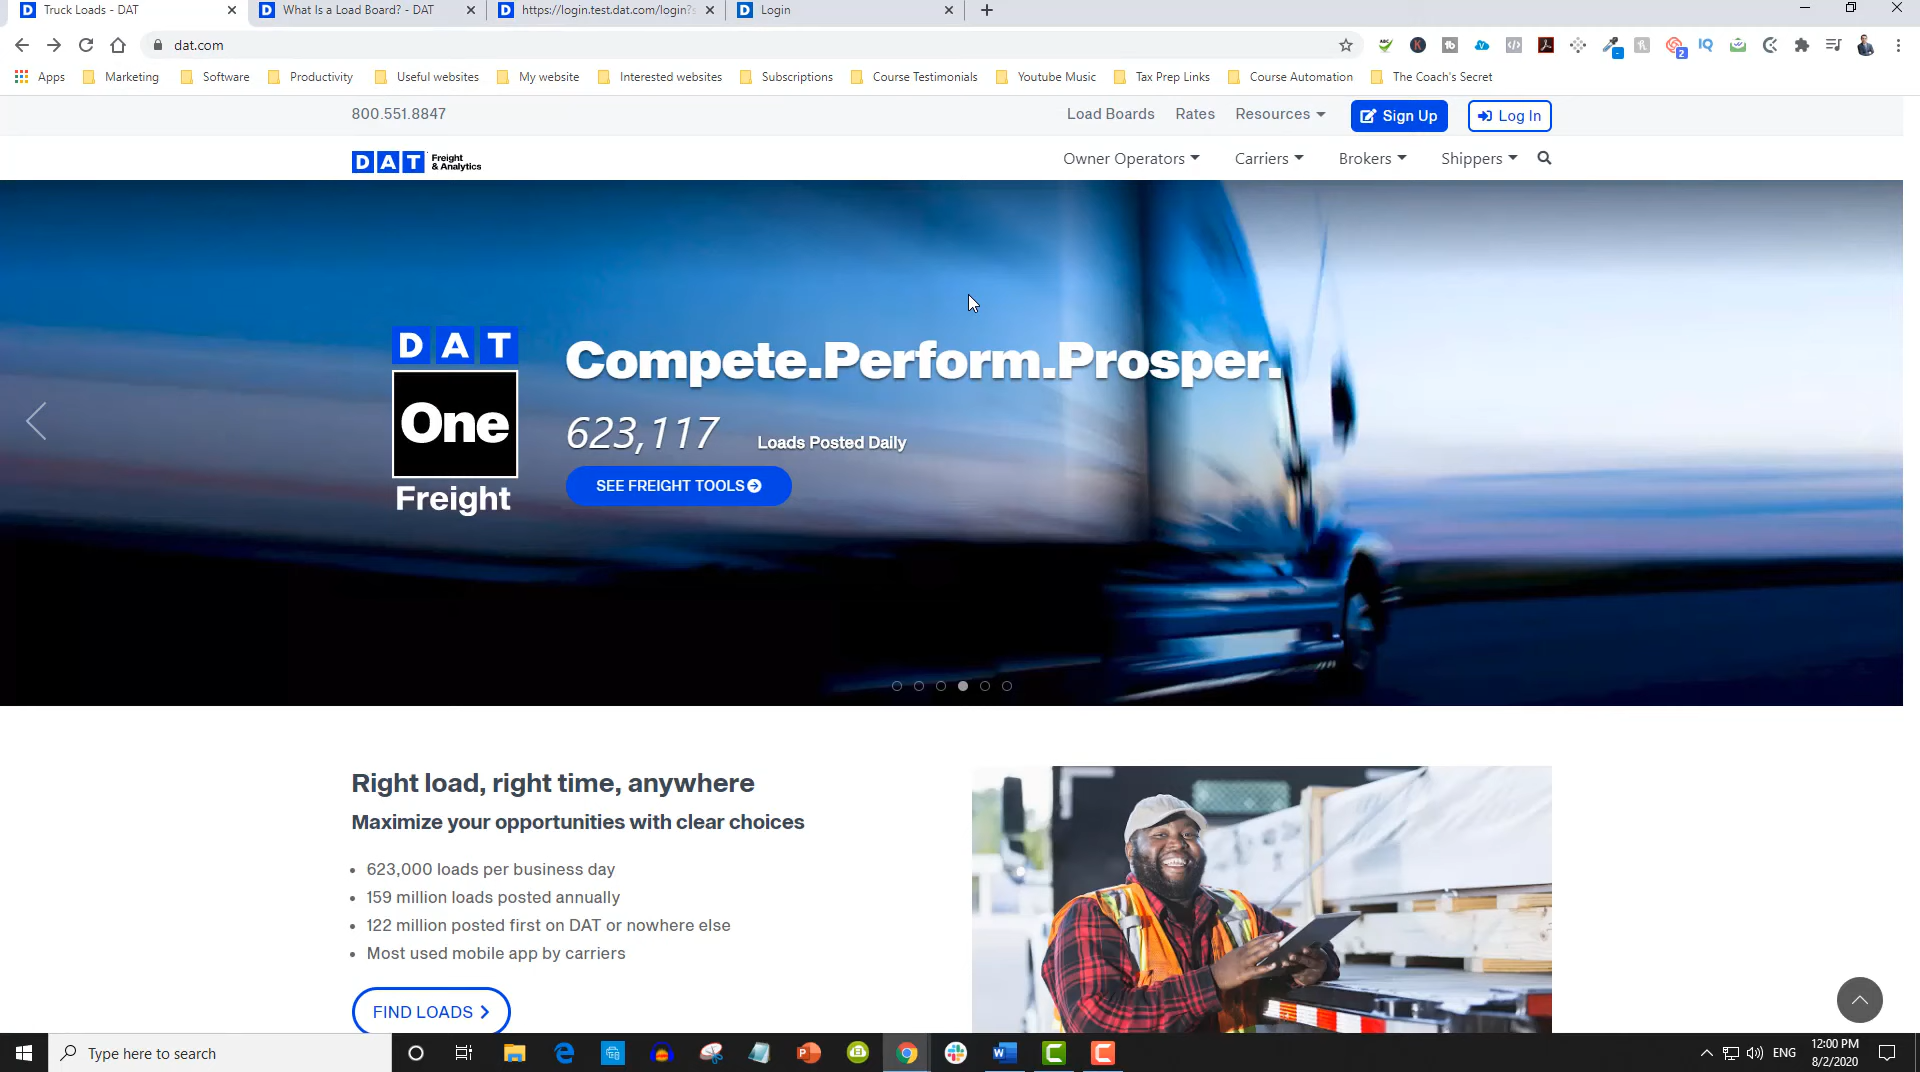 Truck Loads - DAT
What Is a Load Board? - DAT
https://login.test.dat.com/login?s
Login
dat.com
Apps
Marketing
Software
Productivity
Useful websites
My website
Interested websites
Subscriptions
Course Testimonials
Youtube Music
Tax Prep Links
Course Automation
The Coach's Secret
800.551.8847
Load Boards
Rates
Resources
Sign Up
Log In
DAT Freight
& Analytics
Owner Operators
Carriers
Brokers
Shippers
DAT
One
Freight
Compete.Perform.Prosper.
623,117 Loads Posted Daily
SEE FREIGHT TOOLS
Right load, right time, anywhere
Maximize your opportunities with clear choices
• 623,000 loads per business day
• 159 million loads posted annually
• 122 million posted first on DAT or nowhere else
• Most used mobile app by carriers
FIND LOADS
Type here to search
ENG
12:00 PM
8/2/2020